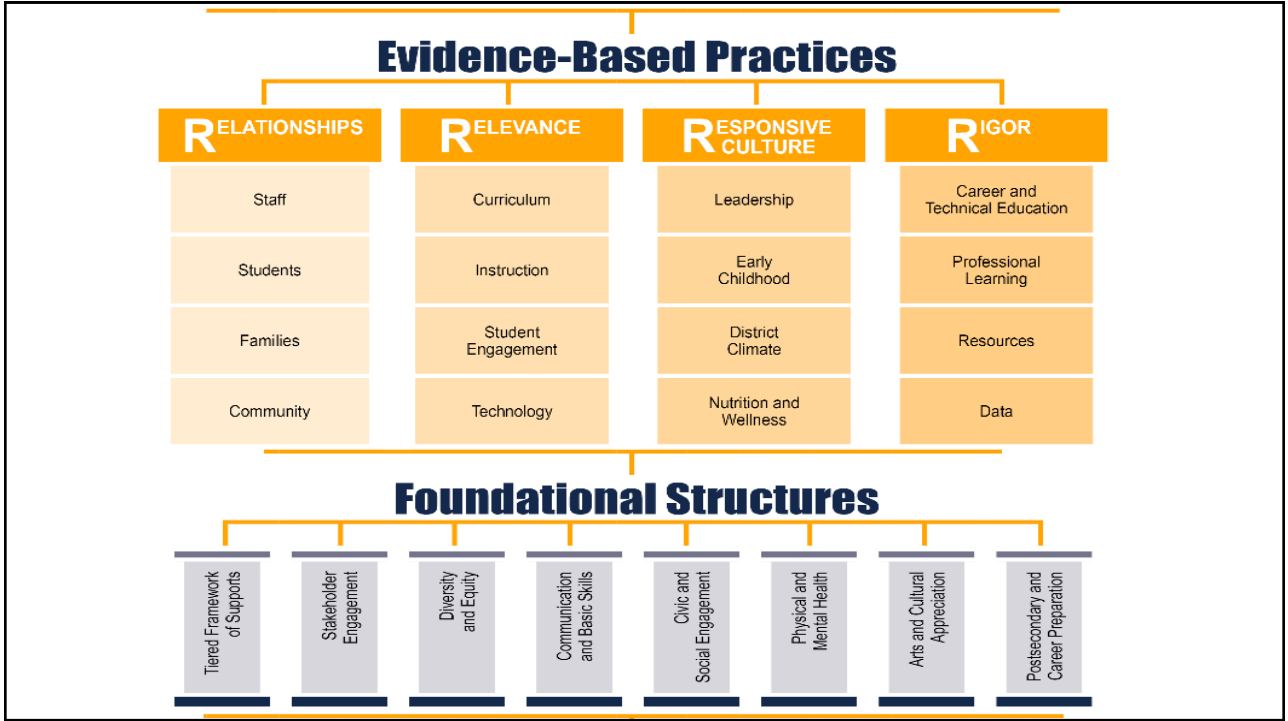 Evidence-Based Practices
RELATIONSHIPS
RELEVANCE
RESPONSIVE
CULTURE
RIGOR
Staff
Curriculum
Leadership
Career and
Technical Education
Students
Instruction
Early
Childhood
Professional
Learning
Families
Student
Engagement
District
Climate
Resources
Community
Technology
Nutrition and
Wellness
Data
Foundational Structures
Tiered Framework
of Supports
Stakeholder
Engagement
Diversity
and Equity
Communication
and Basic Skills
Civic and
Social Engagement
Physical and
Mental Health
Arts and Cultural
Appreciation
Postsecondary and
Career Preparation